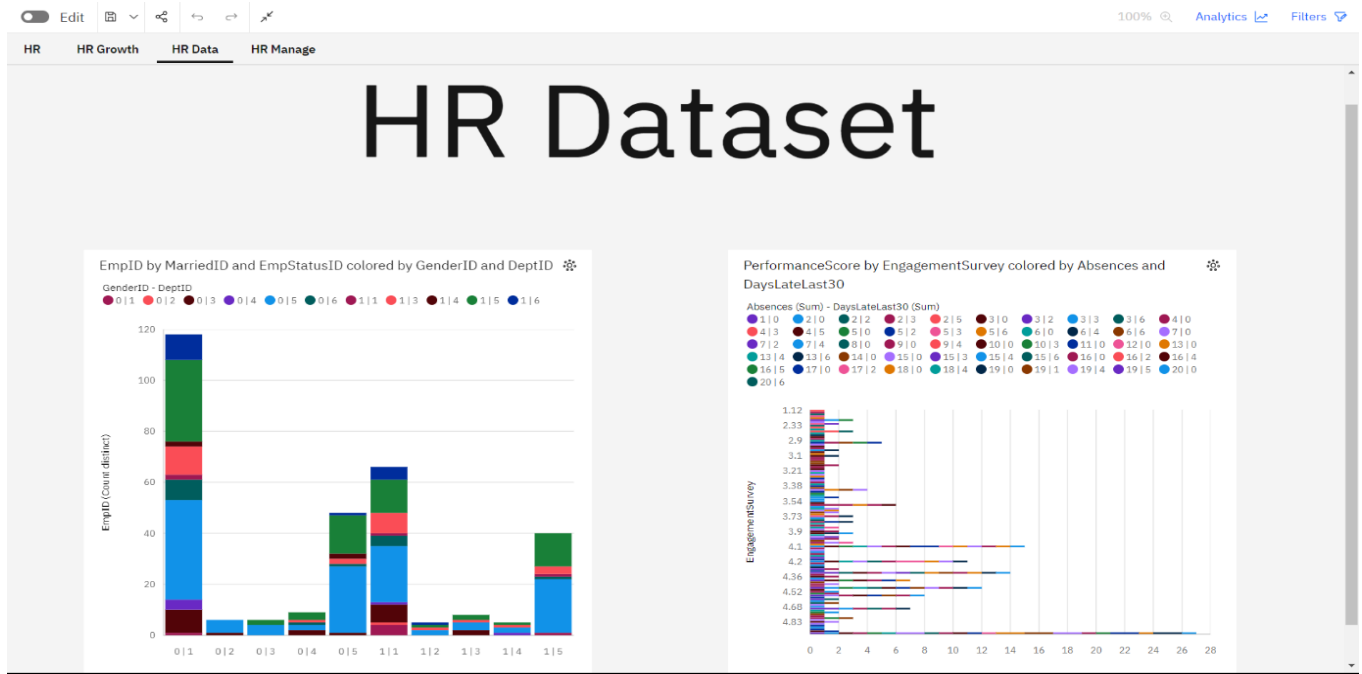 Edit
100%
Analytics
Filters
HR HR Growth HR Data HR Manage
HR Dataset
EmpID by MarriedID and EmpStatusID colored by GenderID and DeptID
GenderID - DeptID
0|1 0|2 0|3 0|4 0|5 0|6 1|1 1|3 1|4 1|5 1|6
120
100
80
60
40
20
0
EmpID (Count distinct)
0|1 0|2 0|3 0|4 0|5 1|1 1|2 1|3 1|4 1|5
PerformanceScore by EngagementSurvey colored by Absences and
DaysLateLast30
Absences (Sum) - DaysLateLast30 (Sum)
1|0 2|0 2|2 2|3 2|5 3|0 3|2 3|3 3|6 4|0
4|3 4|5 5|0 5|2 5|3 5|6 6|0 6|4 6|6 7|0
7|2 7|4 8|0 9|0 9|4 10|0 10|3 11|0 12|0 13|0
13|4 13|6 14|0 15|0 15|3 15|4 15|6 16|0 16|2 16|4
16|5 17|0 17|2 18|0 18|4 19|0 19|1 19|4 19|5 20|0
20|6
1.12
2.33
2.9
3.1
3.21
3.38
3.54
3.73
3.9
4.1
4.2
4.36
4.52
4.68
4.83
EngagementSurvey
0 2 4 6 8 10 12 14 16 18 20 22 24 26 28